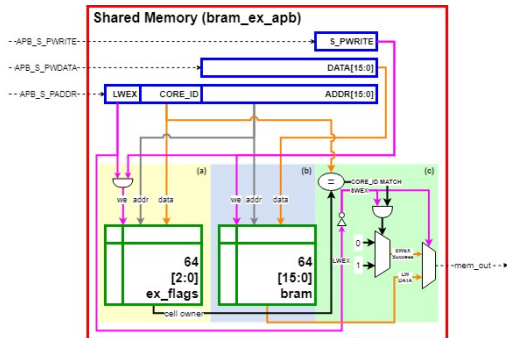 Shared Memory (bram_ex_apb)
APB_S_PWRITE
S_PWRITE
APB_S_PWDATA
DATA[15:0]
APB_S_PADDR
LWEX CORE_ID ADDR[15:0]
(a) (b) (c)
=
CORE_ID MATCH
SWEX
we addr data we data
LWEX
64
[2:0]
ex_flags
64
[15:0]
bram
0
1
SWEX
Success
LW
DATA
mem_out
cell owner